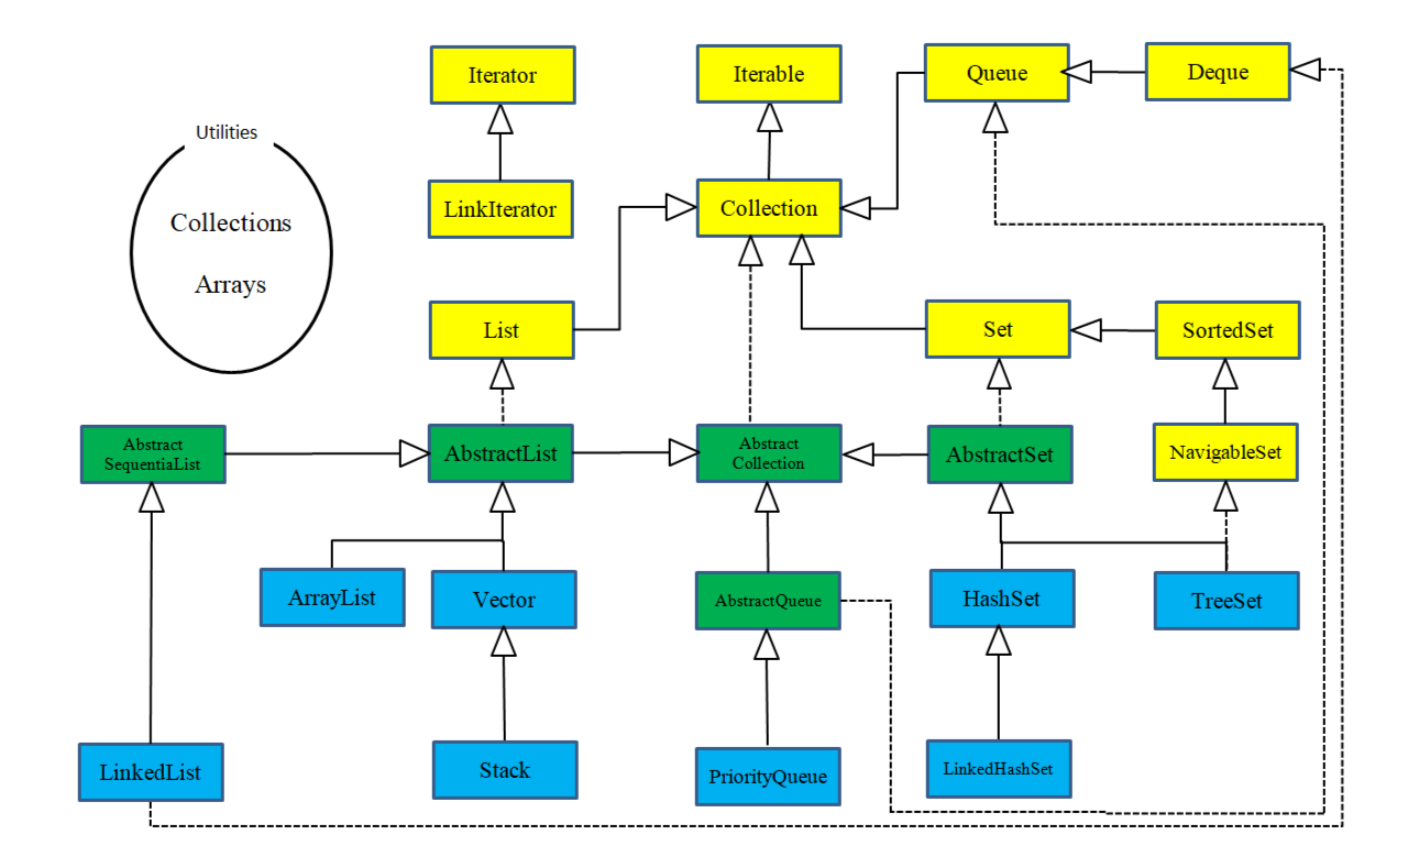 Iterator
Iterable
Queue
Deque
Utilities
LinkIterator
Collection
Collections
Arrays
List
Set
SortedSet
Abstract
SequentiaList
AbstractList
Abstract
Collection
AbstractSet
NavigableSet
ArrayList
Vector
AbstractQueue
HashSet
TreeSet
LinkedList
Stack
PriorityQueue
LinkedHashSet